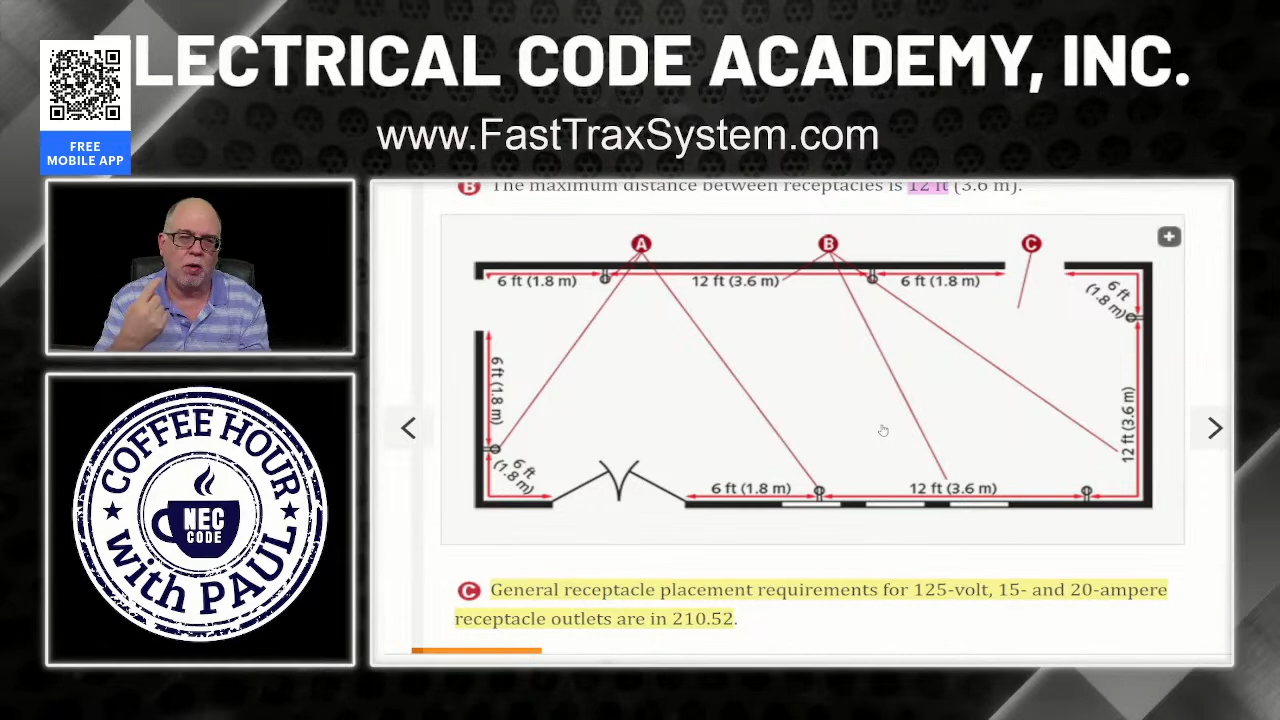 ELECTRICAL CODE ACADEMY, INC.
www.FastTraxSystem.com
FREE
MOBILE APP
B The maximum distance between receptacles is 12 ft (3.6 m).
A
B
C
6 ft (1.8 m)
12 ft (3.6 m)
6 ft (1.8 m)
6 ft
(1.8 m)
6 ft (1.8 m)
12 ft (3.6 m)
6 ft
(1.8 m)
6 ft (1.8 m)
12 ft (3.6 m)
C General receptacle placement requirements for 125-volt, 15- and 20-ampere
receptacle outlets are in 210.52.
COFFEE HOUR
NEC
CODE
with PAUL